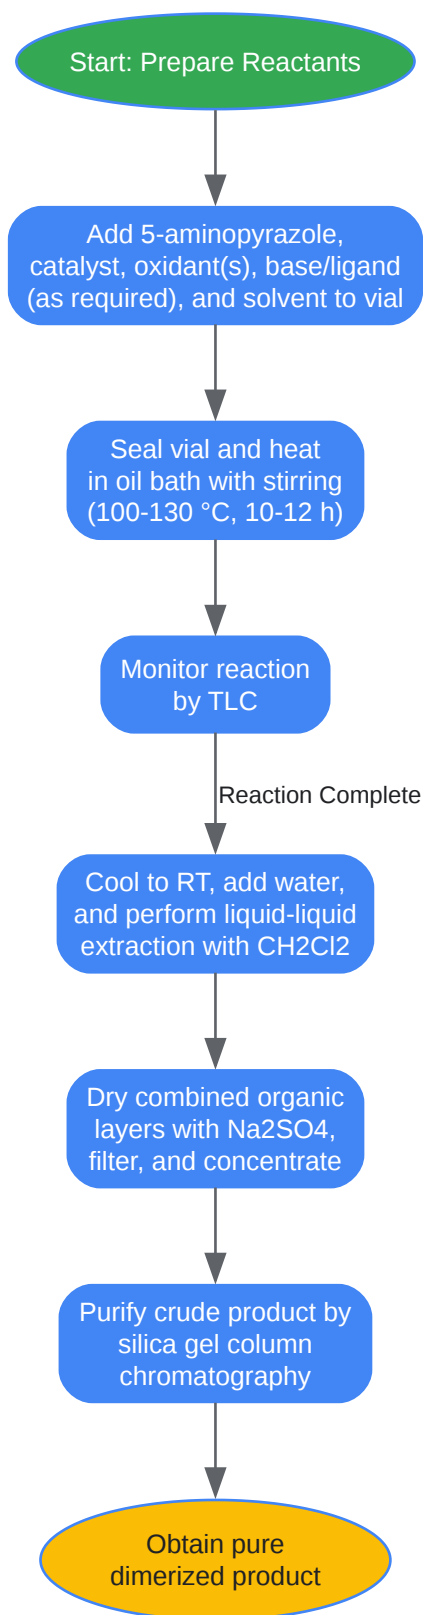 Start: Prepare Reactants
Add 5-aminopyrazole,
catalyst, oxidant(s), base/ligand
(as required), and solvent to vial
Seal vial and heat
in oil bath with stirring
(100-130 °C, 10-12 h)
Monitor reaction
by TLC
Reaction Complete
Cool to RT, add water,
and perform liquid-liquid
extraction with CH2Cl2
Dry combined organic
layers with Na2SO4,
filter, and concentrate
Purify crude product by
silica gel column
chromatography
Obtain pure
dimerized product